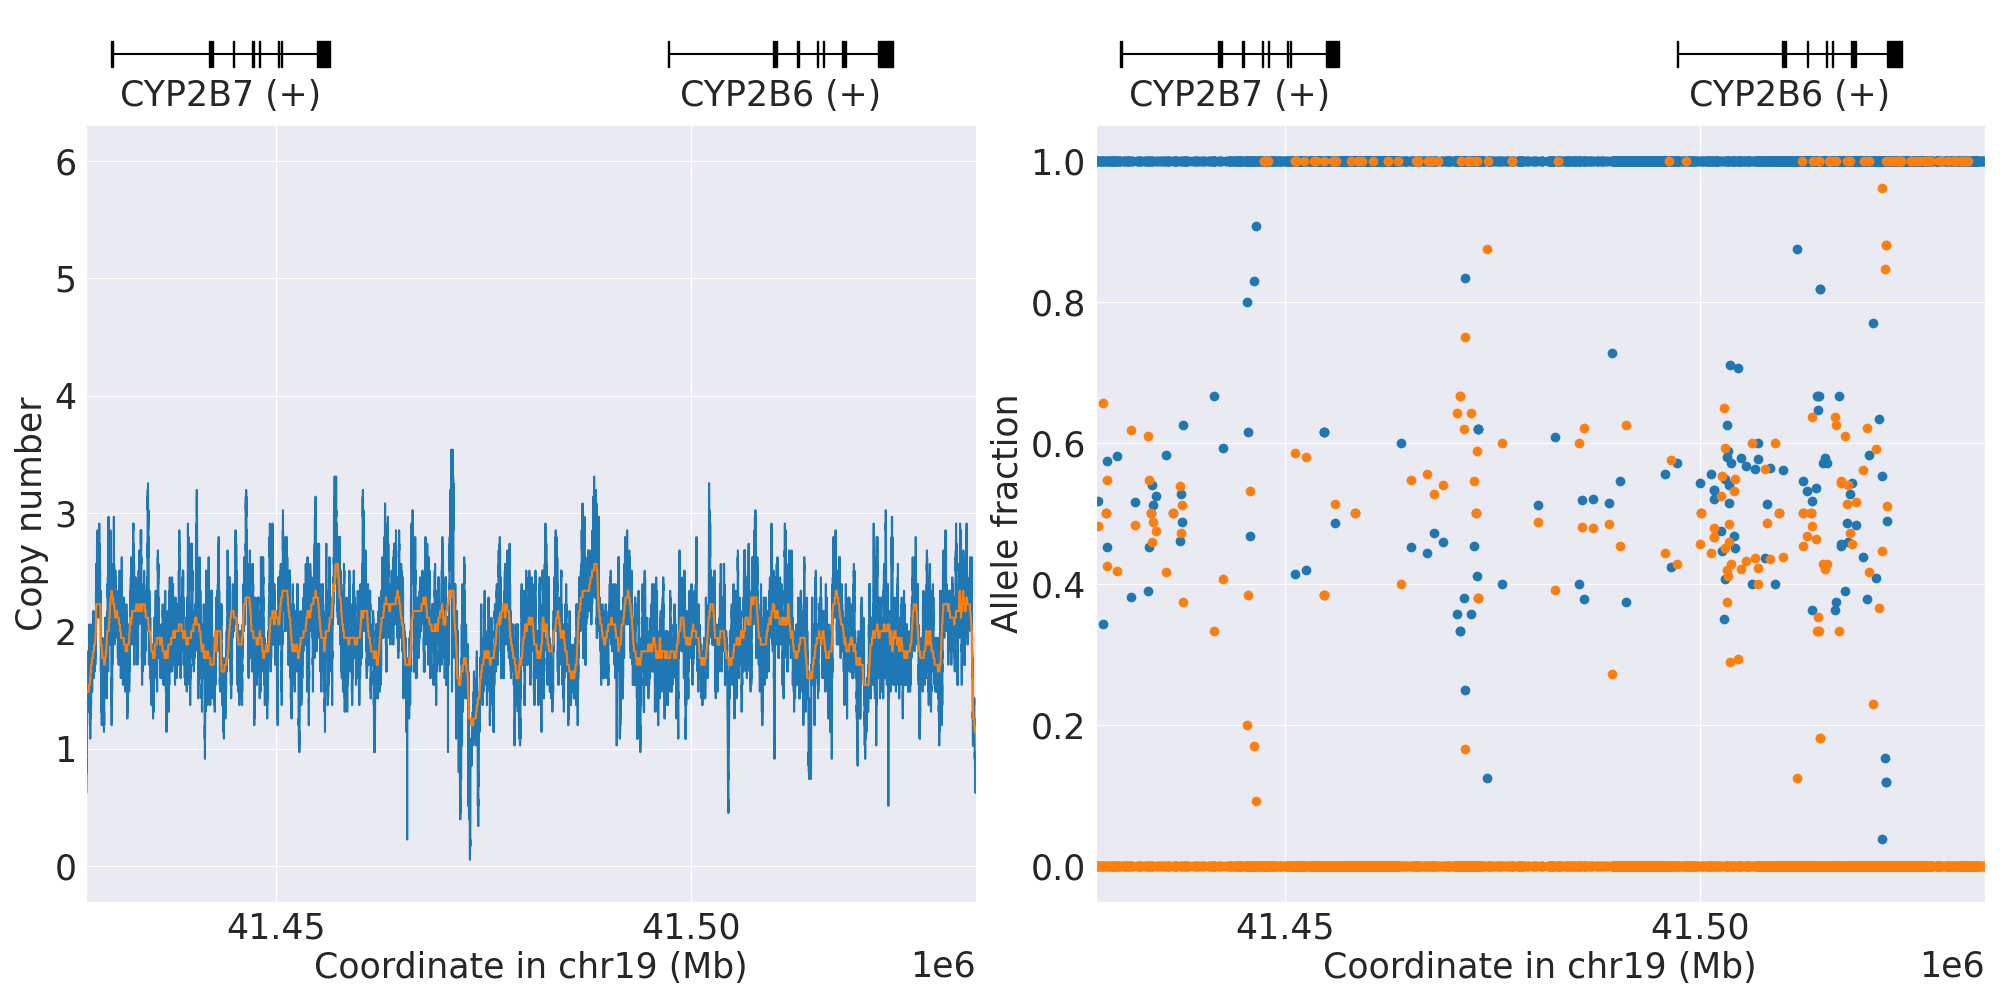 CYP2B7 (+)
CYP2B6 (+)
6
5
4
3
2
1
0
Copy number
41.45
41.50
Coordinate in chr19 (Mb)
1e6
CYP2B7 (+)
CYP2B6 (+)
1.0
0.8
0.6
0.4
0.2
0.0
Allele fraction
41.45
41.50
Coordinate in chr19 (Mb)
1e6